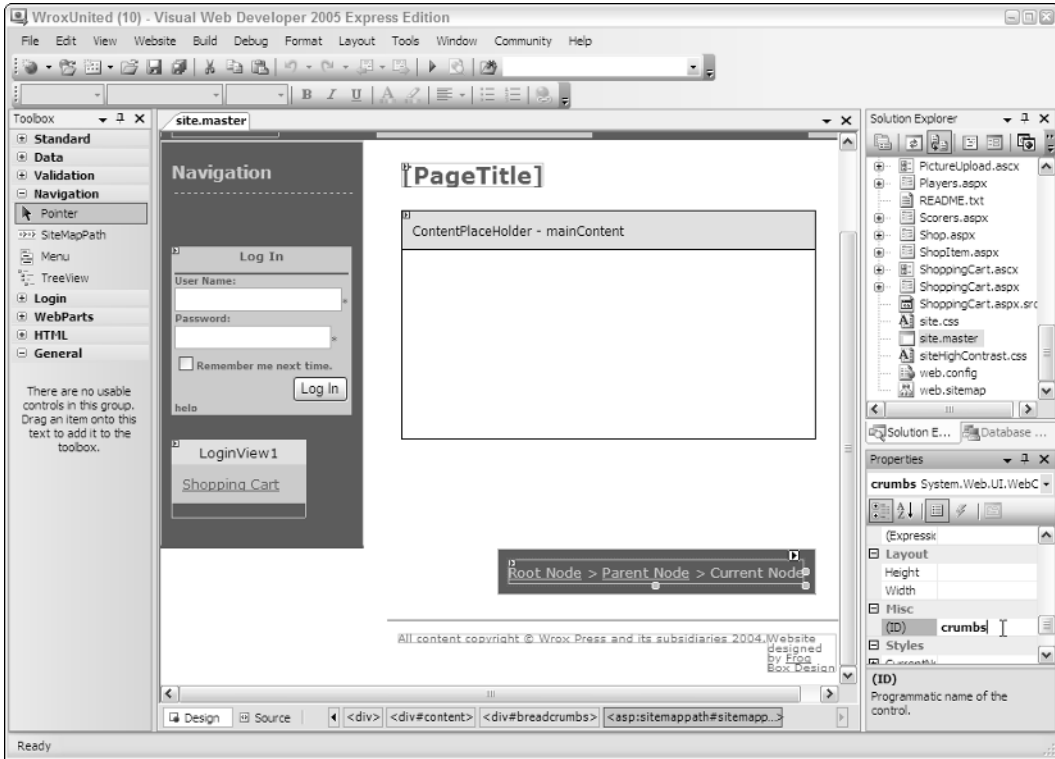 WroxUnited (10) - Visual Web Developer 2005 Express Edition
File Edit View Website Build Debug Format Layout Tools Window Community Help
B I U A
Toolbox
Standard
Data
Validation
Navigation
Pointer
SiteMapPath
Menu
TreeView
Login
WebParts
HTML
General
There are no usable
controls in this group.
Drag an item onto this
text to add it to the
toolbox.
site.master
Navigation
Log In
User Name:
*
Password:
*
Remember me next time.
Log In
help
LoginView1
Shopping Cart
[PageTitle]
ContentPlaceHolder - mainContent
Root Node > Parent Node > Current Node
All content copyright © Wrox Press and its subsidiaries 2004.
Website
designed
by Frog
Box Design
Design Source <div> <div#content> <div#breadcrumbs> <asp:sitemappath#sitemapp...>
Solution Explorer
PictureUpload.ascx
Players.aspx
README.txt
Scorers.aspx
Shop.aspx
ShopItem.aspx
ShoppingCart.ascx
ShoppingCart.aspx
ShoppingCart.aspx.src
site.css
site.master
siteHighContrast.css
web.config
web.sitemap
Solution E... Database ...
Properties
crumbs System.Web.UI.WebC
(Expressic
Layout
Height
Width
Misc
(ID) crumbs
Styles
(ID)
Programmatic name of the
control.
Ready